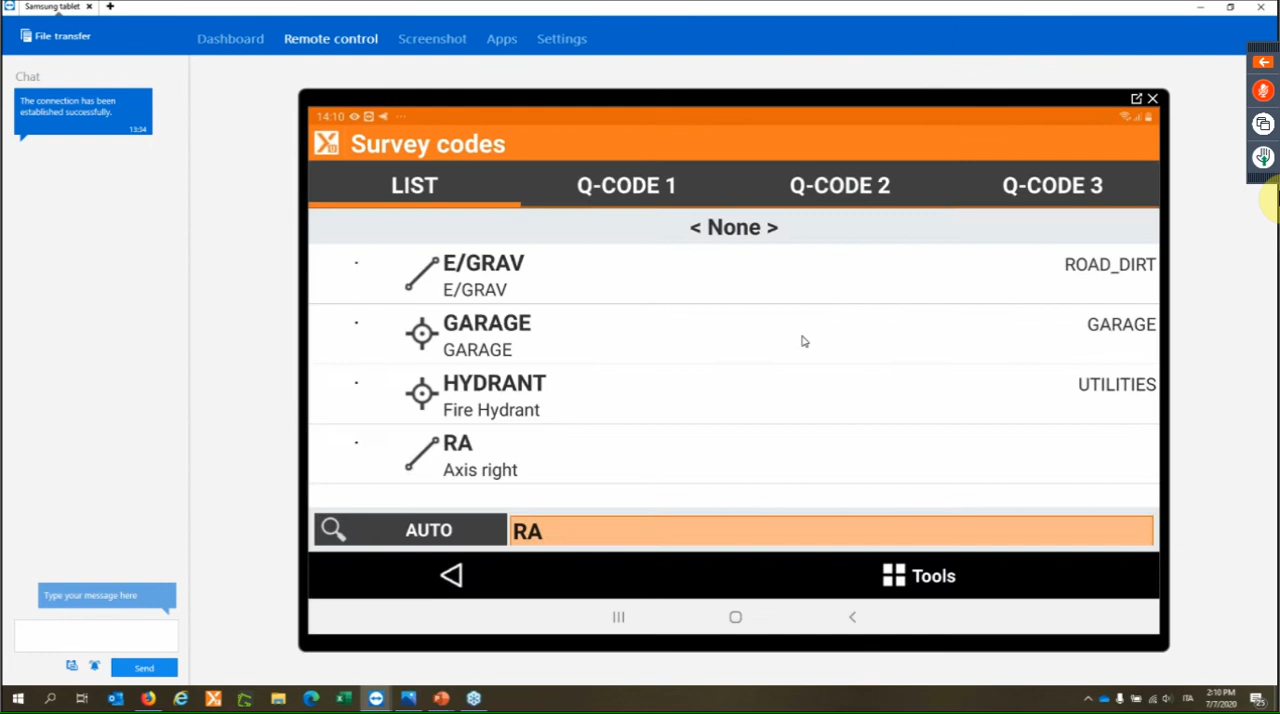 Samsung tablet
File transfer
Dashboard
Remote control
Screenshot
Apps
Settings
Chat
The connection has been
established successfully.
13:34
14:10
Survey codes
LIST
Q-CODE 1
Q-CODE 2
Q-CODE 3
< None >
E/GRAV
E/GRAV
ROAD_DIRT
GARAGE
GARAGE
GARAGE
HYDRANT
Fire Hydrant
UTILITIES
RA
Axis right
AUTO
RA
Tools
Type your message here
Send
ITA
2:10 PM
7/7/2020
25